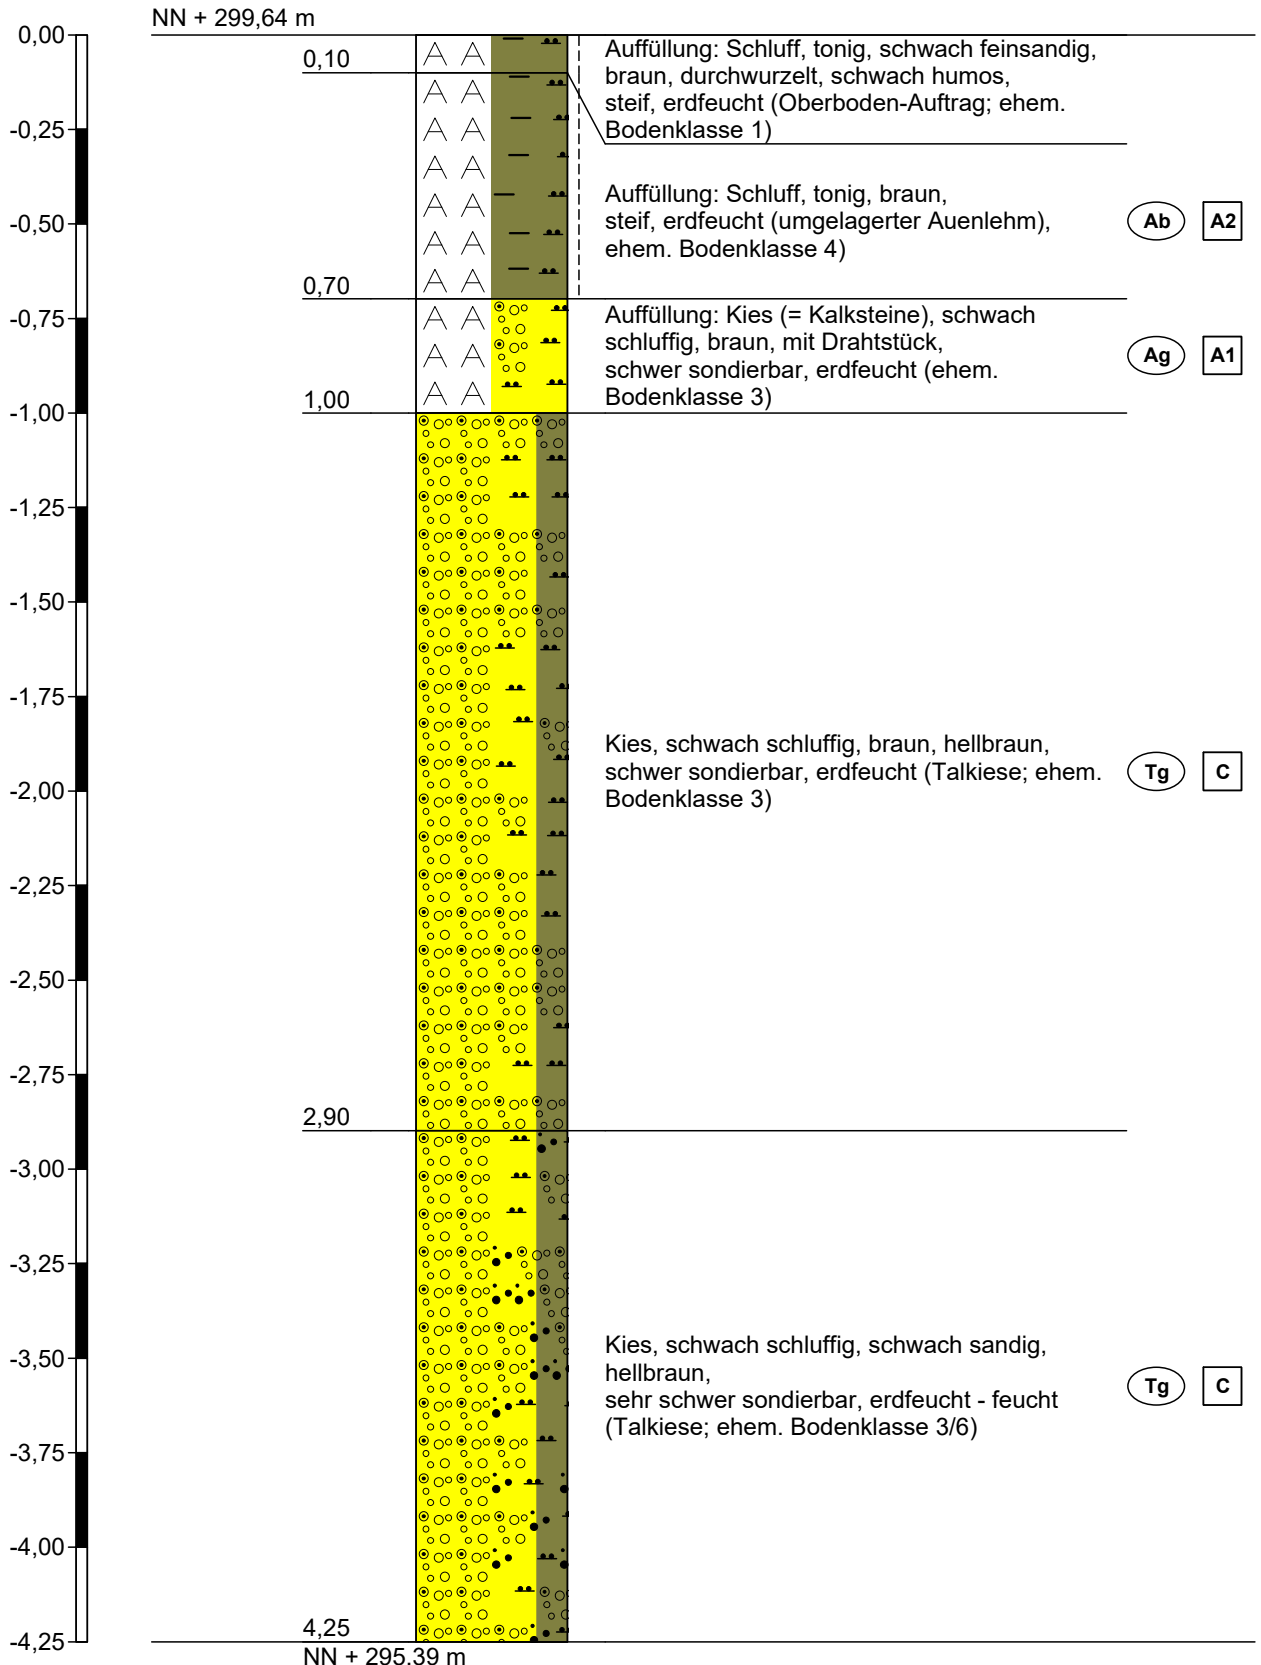 NN + 299,64 m
0,00
0,10
Auffüllung: Schluff, tonig, schwach feinsandig,
braun, durchwurzelt, schwach humos,
steif, erdfeucht (Oberboden-Auftrag; ehem.
Bodenklasse 1)
-0,25
Auffüllung: Schluff, tonig, braun,
steif, erdfeucht (umgelagerter Auenlehm),
ehem. Bodenklasse 4)
Ab
A2
-0,50
0,70
-0,75
Auffüllung: Kies (= Kalksteine), schwach
schluffig, braun, mit Drahtstück,
schwer sondierbar, erdfeucht (ehem.
Bodenklasse 3)
Ag
A1
1,00
-1,00
-1,25
-1,50
-1,75
Kies, schwach schluffig, braun, hellbraun,
schwer sondierbar, erdfeucht (Talkiese; ehem.
Bodenklasse 3)
Tg
C
-2,00
-2,25
-2,50
-2,75
2,90
-3,00
-3,25
Kies, schwach schluffig, schwach sandig,
hellbraun,
sehr schwer sondierbar, erdfeucht - feucht
(Talkiese; ehem. Bodenklasse 3/6)
Tg
C
-3,50
-3,75
-4,00
4,25
-4,25
NN + 295,39 m